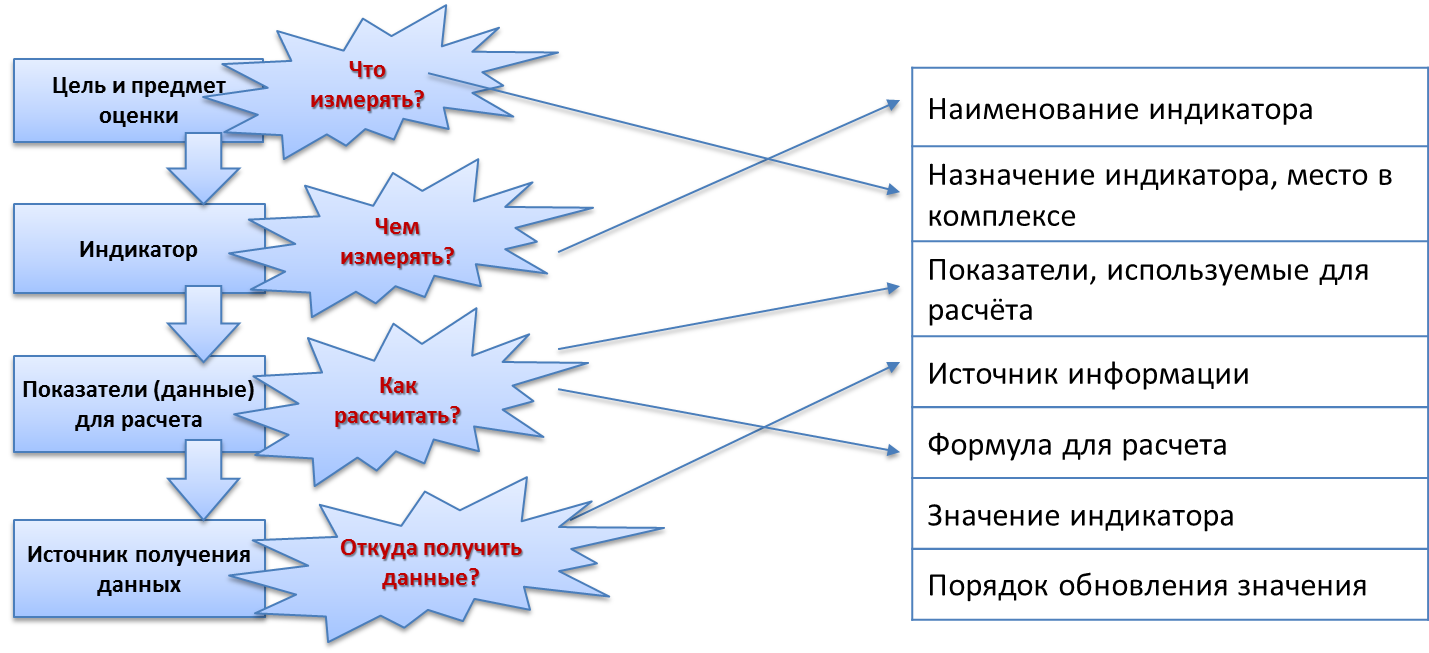 Цель и предмет
оценки
Что
измерять?
Индикатор
Чем
измерять?
Показатели (данные)
для расчета
Как
рассчитать?
Источник получения
данных
Откуда получить
данные?
Наименование индикатора
Назначение индикатора, место в
комплексе
Показатели, используемые для
расчёта
Источник информации
Формула для расчета
Значение индикатора
Порядок обновления значения